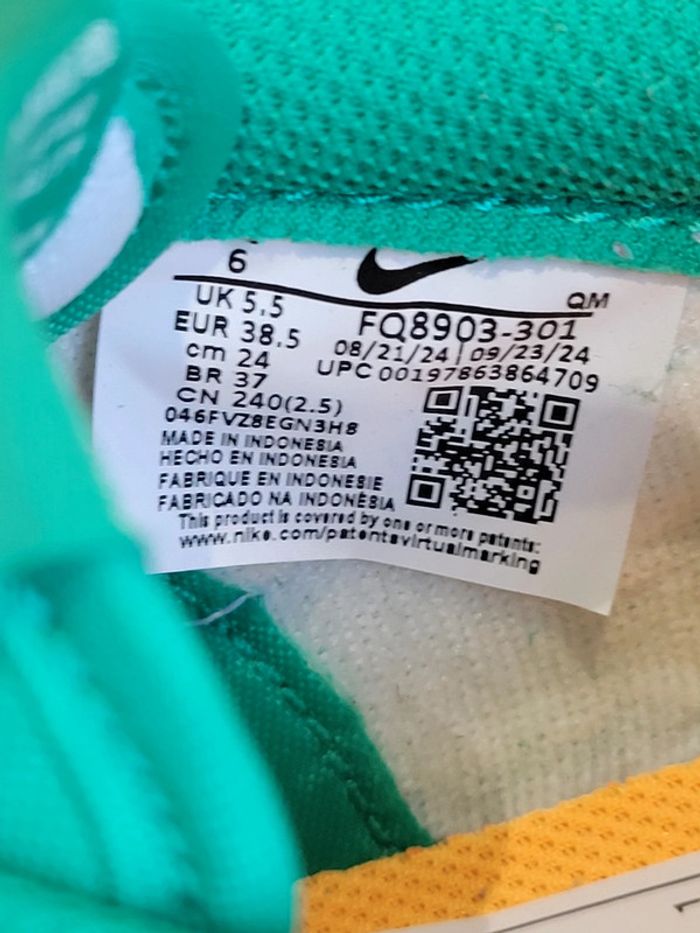 6
QM
UK 5.5
FQ8903-301
EUR 38.5
08/21/24 | 09/23/24
cm 24
UPC 00197863864709
BR 37
CN 240(2.5)
046FVZ8EGN3H8
MADE IN INDONESIA
HECHO EN INDONESIA
FABRIQUE EN INDONESIE
FABRICADO NA INDONÉSIA
This product is covered by one or more patents:
www.nike.com/patentsvirtualmarking